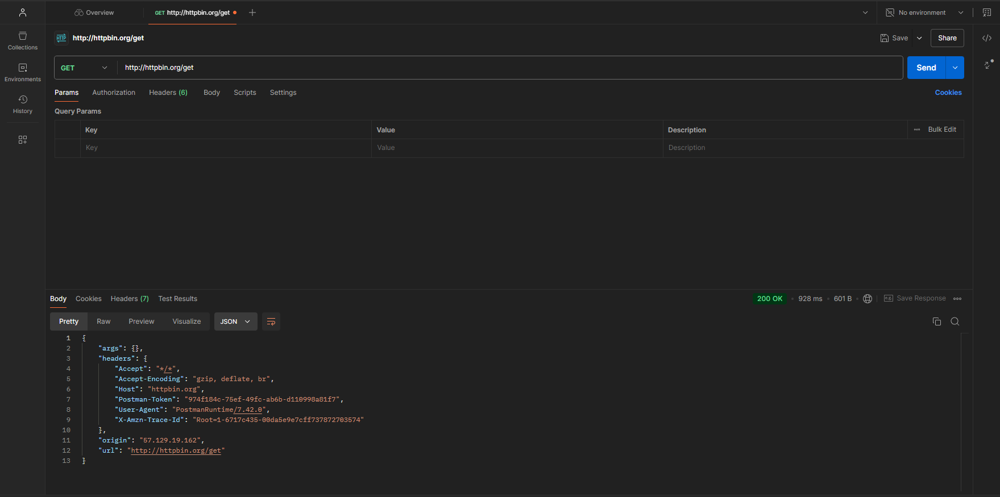 Overview
GET http://httpbin.org/get
No environment
Collections
Environments
History
HTTP http://httpbin.org/get
Save
Share
GET http://httpbin.org/get
Send
Params Authorization Headers (6) Body Scripts Settings
Cookies
Query Params
Key Value Description Bulk Edit
Key Value Description
Body Cookies Headers (7) Test Results
200 OK • 928 ms • 601 B •
e.g. Save Response
Pretty Raw Preview Visualize JSON
1 {
2 "args": {},
3 "headers": {
4 "Accept": "*/*",
5 "Accept-Encoding": "gzip, deflate, br",
6 "Host": "httpbin.org",
7 "Postman-Token": "974f184c-75ef-49fc-ab6b-d110998a81f7",
8 "User-Agent": "PostmanRuntime/7.42.0",
9 "X-Amzn-Trace-Id": "Root=1-6717c435-00da5e9e7cff737872703574"
10 },
11 "origin": "57.129.19.162",
12 "url": "http://httpbin.org/get"
13 }